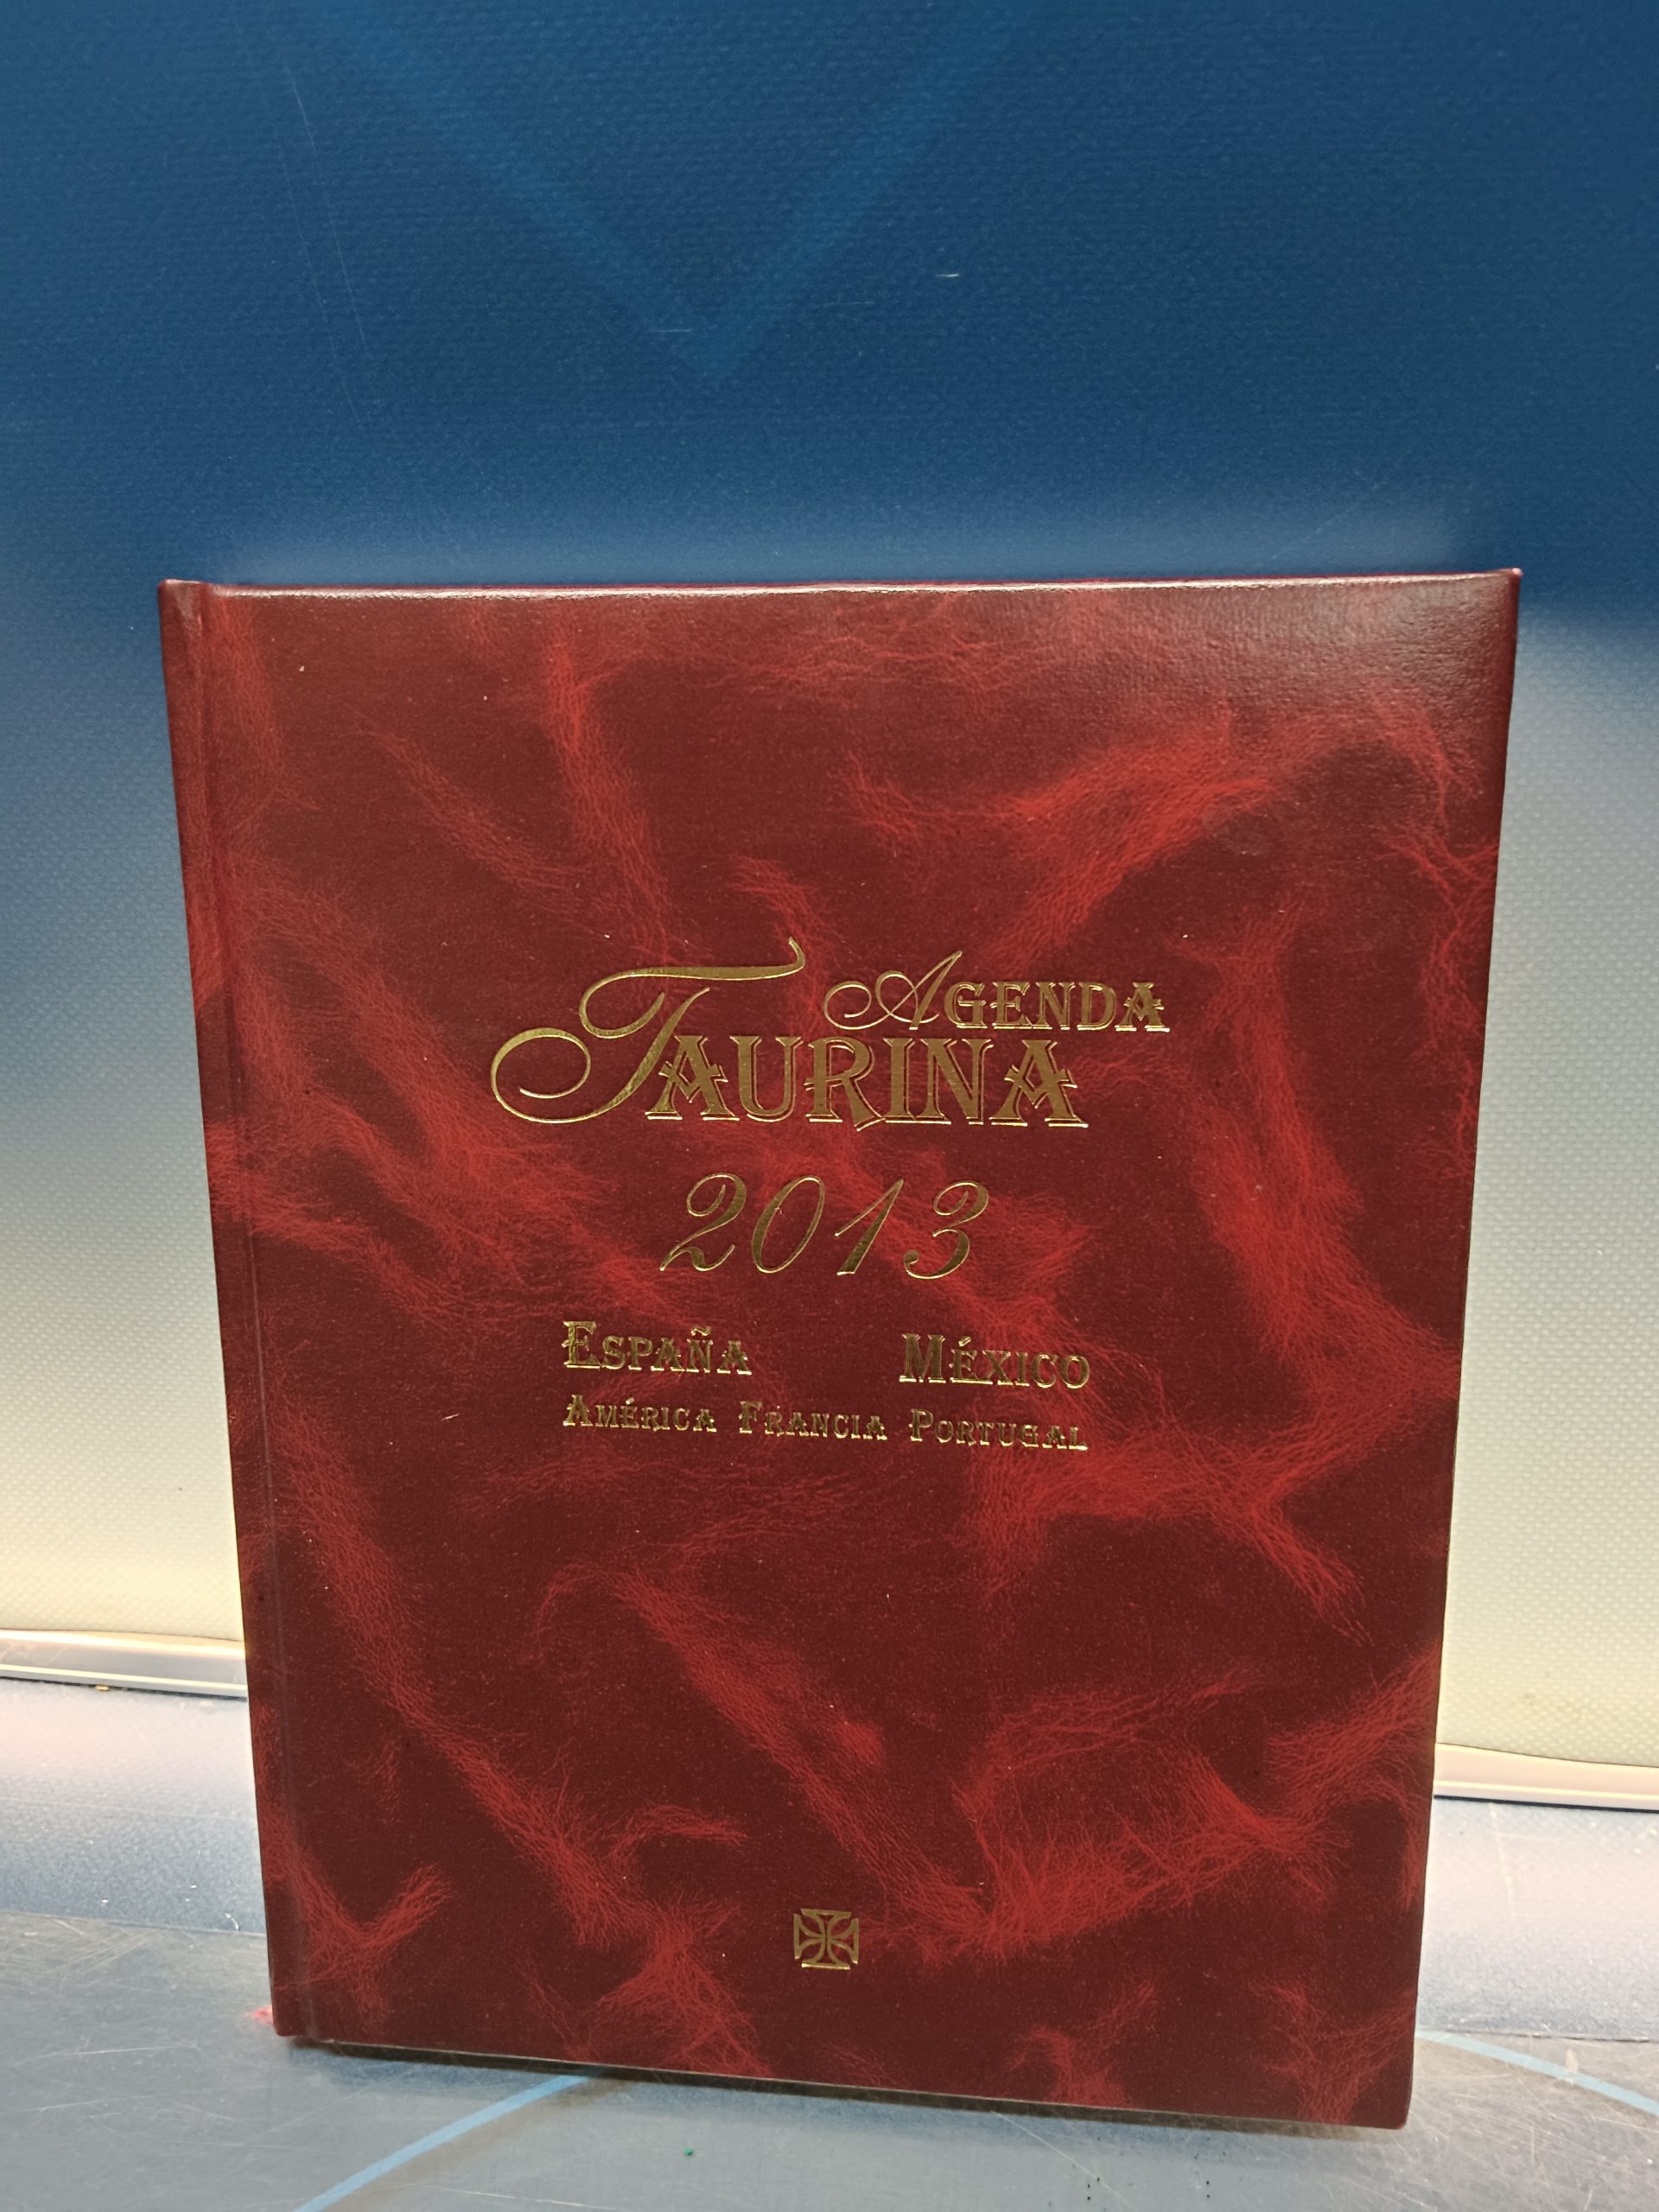 Agenda
Taurina
2013
España México
América Francia Portugal